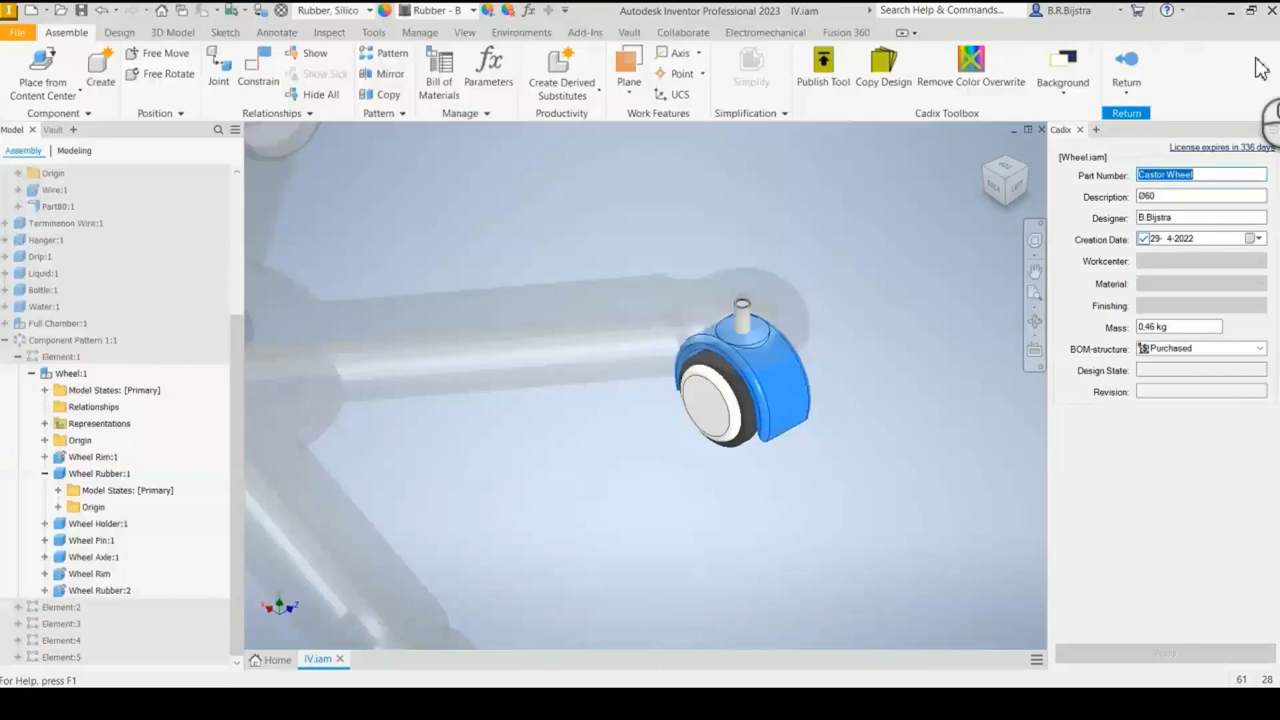 Rubber, Silico
Rubber - B
Autodesk Inventor Professional 2023 IV.iam
Search Help & Commands...
B.R.Bijstra
File Assemble Design 3D Model Sketch Annotate Inspect Tools Manage View Environments Add-Ins Vault Collaborate Electromechanical Fusion 360
Place from Content Center
Create
Free Move
Free Rotate
Joint
Constrain
Show
Show Sick
Hide All
Pattern
Mirror
Copy
Bill of Materials
Parameters
Create Derived Substitutes
Plane
Axis
Point
UCS
Simplify
Publish Tool
Copy Design
Remove Color Overwrite
Background
Return
Component Position Relationships Pattern Manage Productivity Work Features Simplification Cadix Toolbox Return
Model Vault
Assembly Modeling
Origin
Wire:1
Part80:1
Termination Wire:1
Hanger:1
Drip:1
Liquid:1
Bottle:1
Water:1
Full Chamber:1
Component Pattern 1:1
Element:1
Wheel:1
Model States: [Primary]
Relationships
Representations
Origin
Wheel Rim:1
Wheel Rubber:1
Model States: [Primary]
Origin
Wheel Holder:1
Wheel Pin:1
Wheel Axle:1
Wheel Rim
Wheel Rubber:2
Element:2
Element:3
Element:4
Element:5
BACK LEFT
Home IV.iam
Cadix
License expires in 336 days
[Wheel.iam]
Part Number: Castor Wheel
Description: Ø60
Designer: B.Bijstra
Creation Date: 29- 4-2022
Workcenter:
Material:
Finishing:
Mass: 0,46 kg
BOM-structure: Purchased
Design State:
Revision:
For Help, press F1
61 28